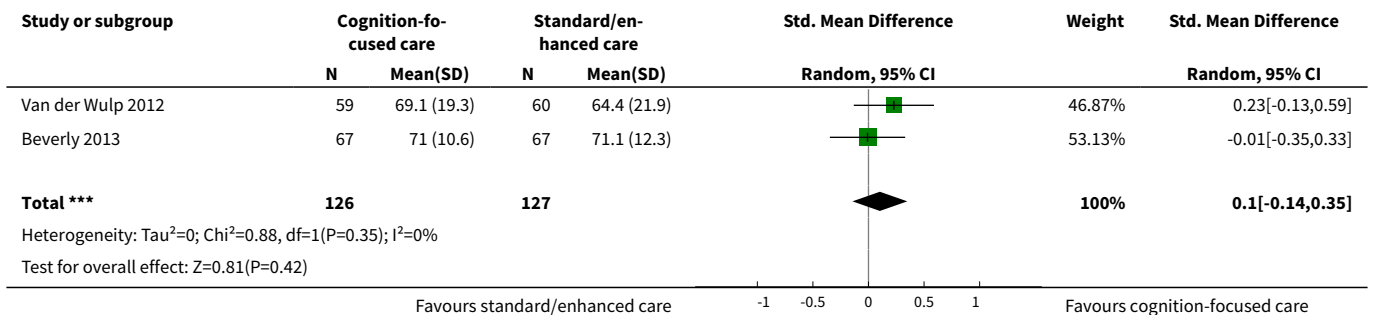 Study or subgroup Cognition-fo- Standard/en- Std. Mean Difference Weight Std. Mean Difference
cused care hanced care
N Mean(SD) N Mean(SD) Random, 95% CI Random, 95% CI
Van der Wulp 2012 59 69.1 (19.3) 60 64.4 (21.9) 46.87% 0.23[-0.13,0.59]
Beverly 2013 67 71 (10.6) 67 71.1 (12.3) 53.13% -0.01[-0.35,0.33]
Total *** 126 127 100% 0.1[-0.14,0.35]
Heterogeneity: Tau²=0; Chi²=0.88, df=1(P=0.35); I²=0%
Test for overall effect: Z=0.81(P=0.42)
Favours standard/enhanced care -1 -0.5 0 0.5 1 Favours cognition-focused care